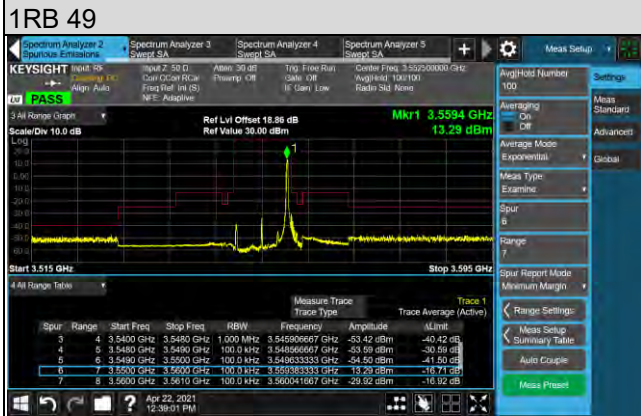 1RB 49
Spectrum Analyzer 2
Spurious Emissions
Spectrum Analyzer 3
Swept SA
Spectrum Analyzer 4
Swept SA
Spectrum Analyzer 5
Swept SA
Meas Setup
KEYSIGHT Input: RF
Coupling: DC
Align: Auto
Input Z: 50 Ω
Corr CCorr RCal
Freq Ref: Int (S)
NFE: Adaptive
Atten: 30 dB
Preamp: Off
Trig: Free Run
Gate: Off
IF Gain: Low
Center Freq: 3.552500000 GHz
Avg|Hold: 100/100
Radio Std: None
PASS
3 All Range Graph
Scale/Div 10.0 dB
Ref Lvl Offset 18.86 dB
Ref Value 30.00 dBm
Mkr1 3.5594 GHz
13.29 dBm
Log
1
Start 3.515 GHz
Stop 3.595 GHz
4 All Range Table
Measure Trace
Trace 1
Trace Type
Trace Average (Active)
Spur Range Start Freq Stop Freq RBW Frequency Amplitude ΔLimit
3 4 3.5400 GHz 3.5480 GHz 1.000 MHz 3.545906667 GHz -53.42 dBm -40.42 dB
4 5 3.5480 GHz 3.5490 GHz 100.0 kHz 3.548566667 GHz -53.59 dBm -30.59 dB
5 6 3.5490 GHz 3.5500 GHz 100.0 kHz 3.549633333 GHz -54.50 dBm -41.50 dB
6 7 3.5500 GHz 3.5600 GHz 100.0 kHz 3.559383333 GHz 13.29 dBm -16.71 dB
7 8 3.5600 GHz 3.5610 GHz 100.0 kHz 3.560041667 GHz -29.92 dBm -16.92 dB
Avg|Hold Number
100
Averaging
On
Off
Average Mode
Exponential
Meas Type
Examine
Spur
6
Range
7
Spur Report Mode
Minimum Margin
Range Settings
Meas Setup
Summary Table
Auto Couple
Meas Preset
Settings
Meas
Standard
Advanced
Global
Apr 22, 2021
12:39:01 PM